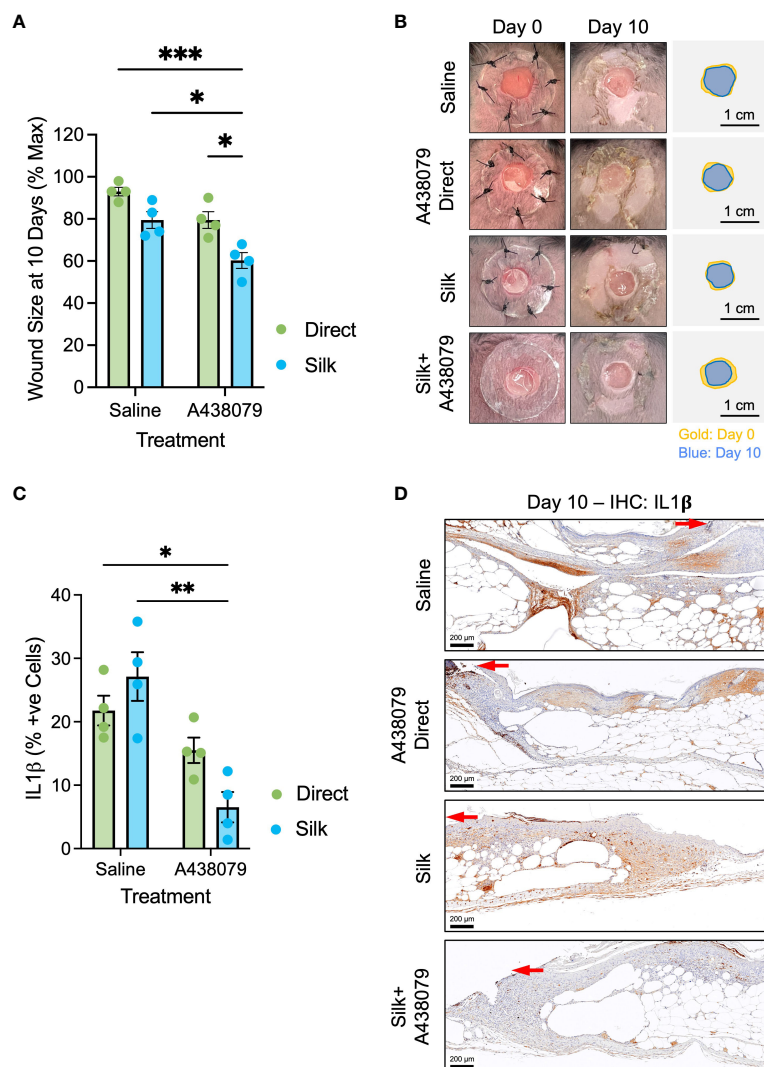 A
***
*
*
120
100
80
60
40
20
0
Wound Size at 10 Days (% Max)
Saline
A438079
Treatment
Direct
Silk
B
Day 0
Day 10
Saline
1 cm
A438079
Direct
1 cm
Silk
1 cm
Silk+
A438079
1 cm
Gold: Day 0
Blue: Day 10
C
*
**
40
30
20
10
0
IL1β (% +ve Cells)
Saline
A438079
Treatment
Direct
Silk
D
Day 10 – IHC: IL1β
Saline
200 µm
A438079
Direct
200 µm
Silk
200 µm
Silk+
A438079
200 µm